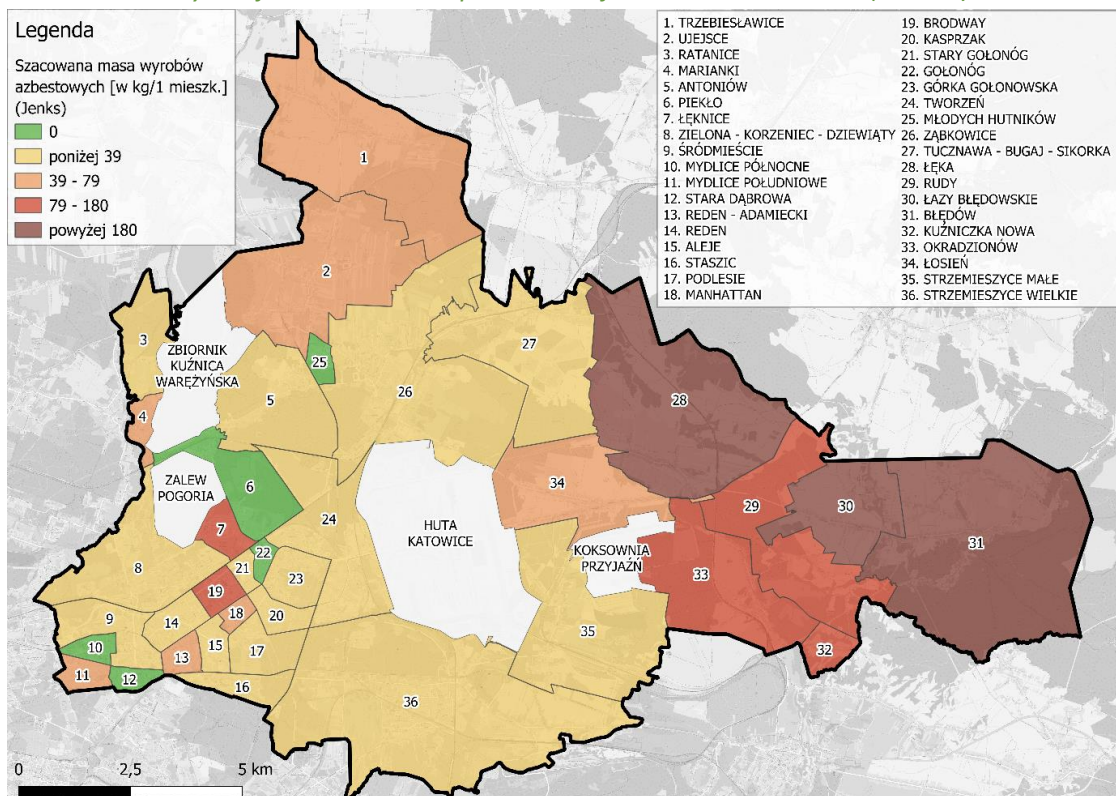 Legenda
Szacowana masa wyrobów
azbestowych [w kg/1 mieszk.]
(Jenks)
0
poniżej 39
39 - 79
79 - 180
powyżej 180
1. TRZEBIESŁAWICE
2. UJEJSCE
3. RATANICE
4. MARIANKI
5. ANTONIÓW
6. PIEKŁO
7. ŁĘKNICE
8. ZIELONA - KORZENIEC - DZIEWIĄTY
9. ŚRÓDMIEŚCIE
10. MYDLICE PÓŁNOCNE
11. MYDLICE POŁUDNIOWE
12. STARA DĄBROWA
13. REDEN - ADAMIECKI
14. REDEN
15. ALEJE
16. STASZIC
17. PODLESIE
18. MANHATTAN
19. BRODWAY
20. KASPRZAK
21. STARY GOŁONÓG
22. GOŁONÓG
23. GÓRKA GOŁONOWSKA
24. TWORZEŃ
25. MŁODYCH HUTNIKÓW
26. ZĄBKOWICE
27. TUCZNAWA - BUGAJ - SIKORKA
28. ŁĘKA
29. RUDY
30. ŁAZY BŁĘDOWSKIE
31. BŁĘDÓW
32. KUŹNICZKA NOWA
33. OKRADZIONÓW
34. ŁOSIEŃ
35. STRZEMIESZYCE MAŁE
36. STRZEMIESZYCE WIELKIE
1
2
3
ZBIORNIK
KUŹNICA
WARĘŻYŃSKA
25
27
26
5
28
4
ZALEW
POGORIA
6
34
29
30
31
7
24
HUTA
KATOWICE
KOKSOWNIA
PRZYJAŹŃ
22
21
23
8
33
19
18
20
9
14
10
15
17
13
35
32
11
12
16
36
0
2,5
5 km